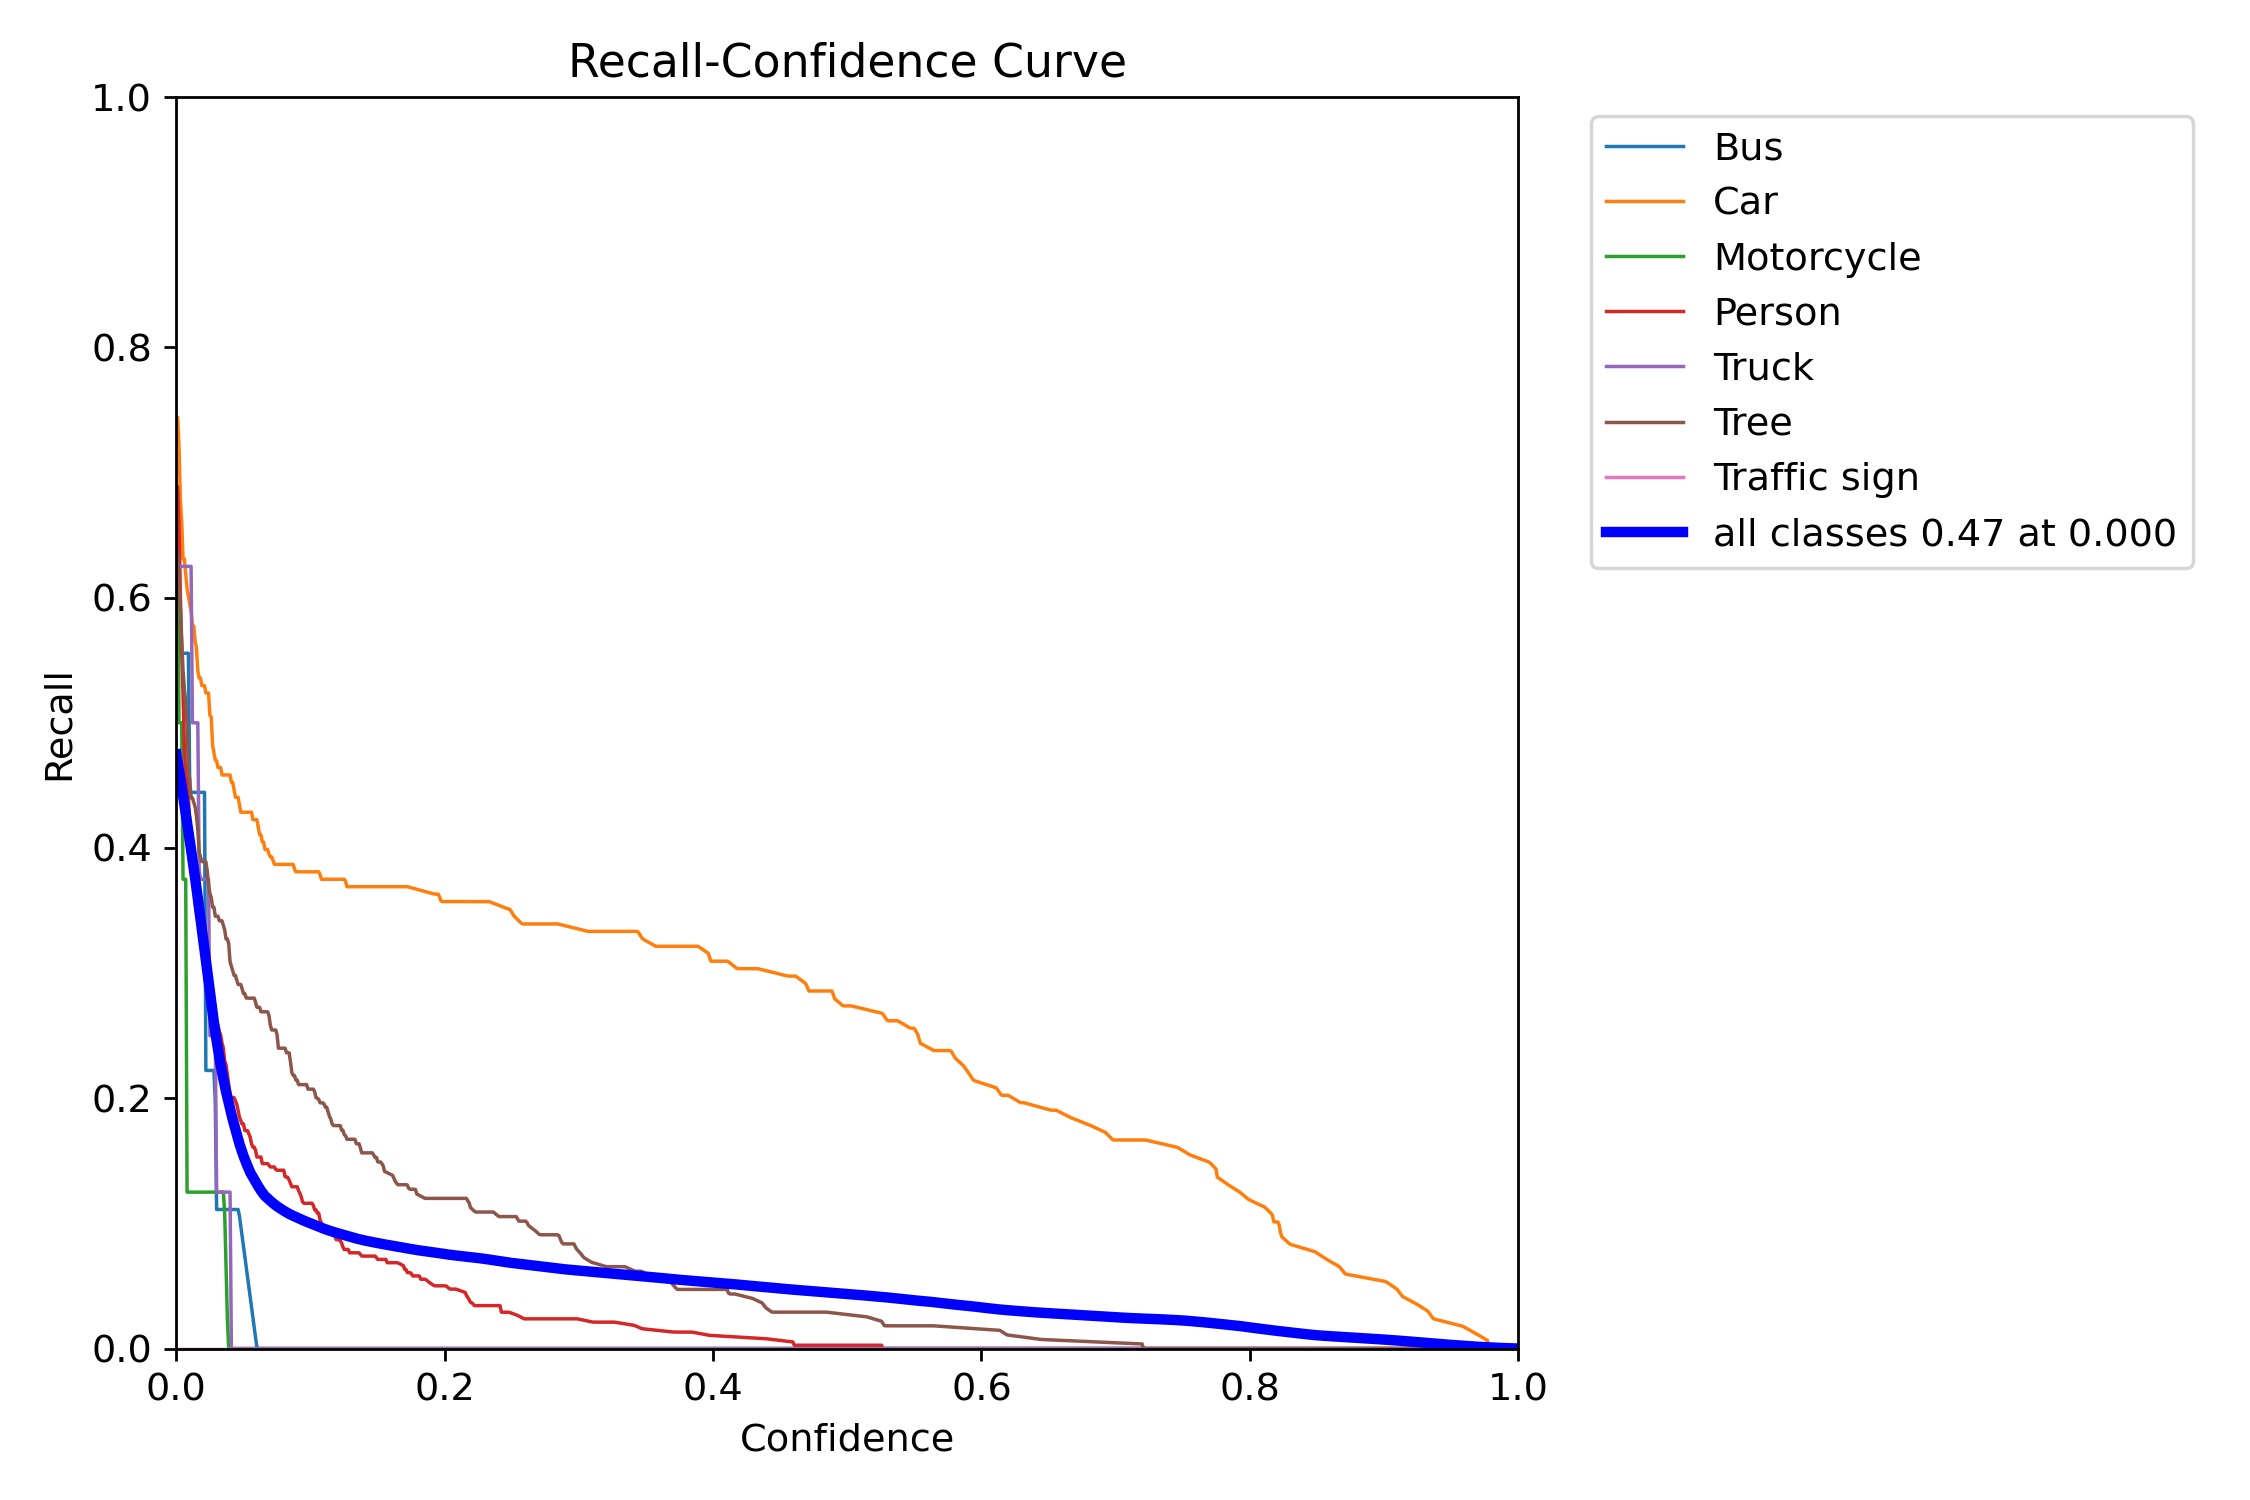 Recall-Confidence Curve
1.0
0.8
0.6
0.4
0.2
0.0
Recall
0.0 0.2 0.4 0.6 0.8 1.0
Confidence
Bus
Car
Motorcycle
Person
Truck
Tree
Traffic sign
all classes 0.47 at 0.000